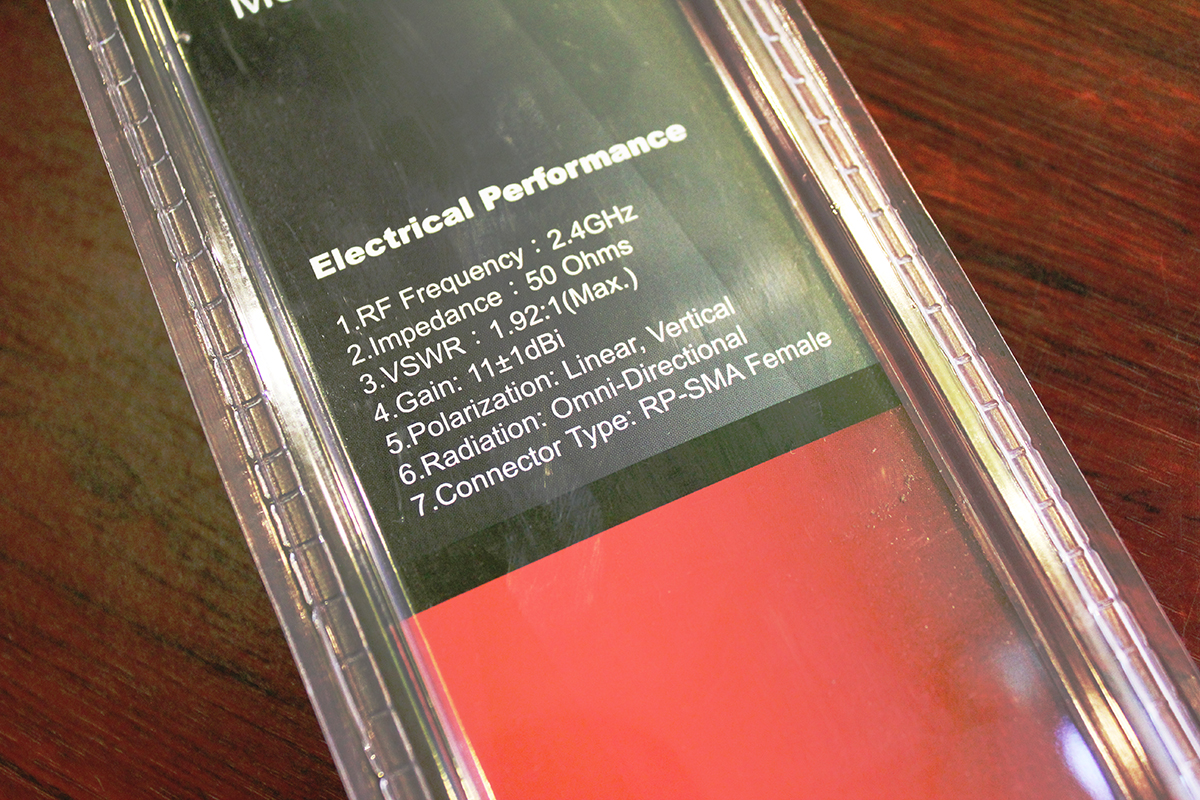 Electrical Performance
1.RF Frequency : 2.4GHz
2.Impedance : 50 Ohms
3.VSWR : 1.92:1(Max.)
4.Gain: 11±1dBi
5.Polarization: Linear, Vertical
6.Radiation: Omni-Directional
7.Connector Type: RP-SMA Female